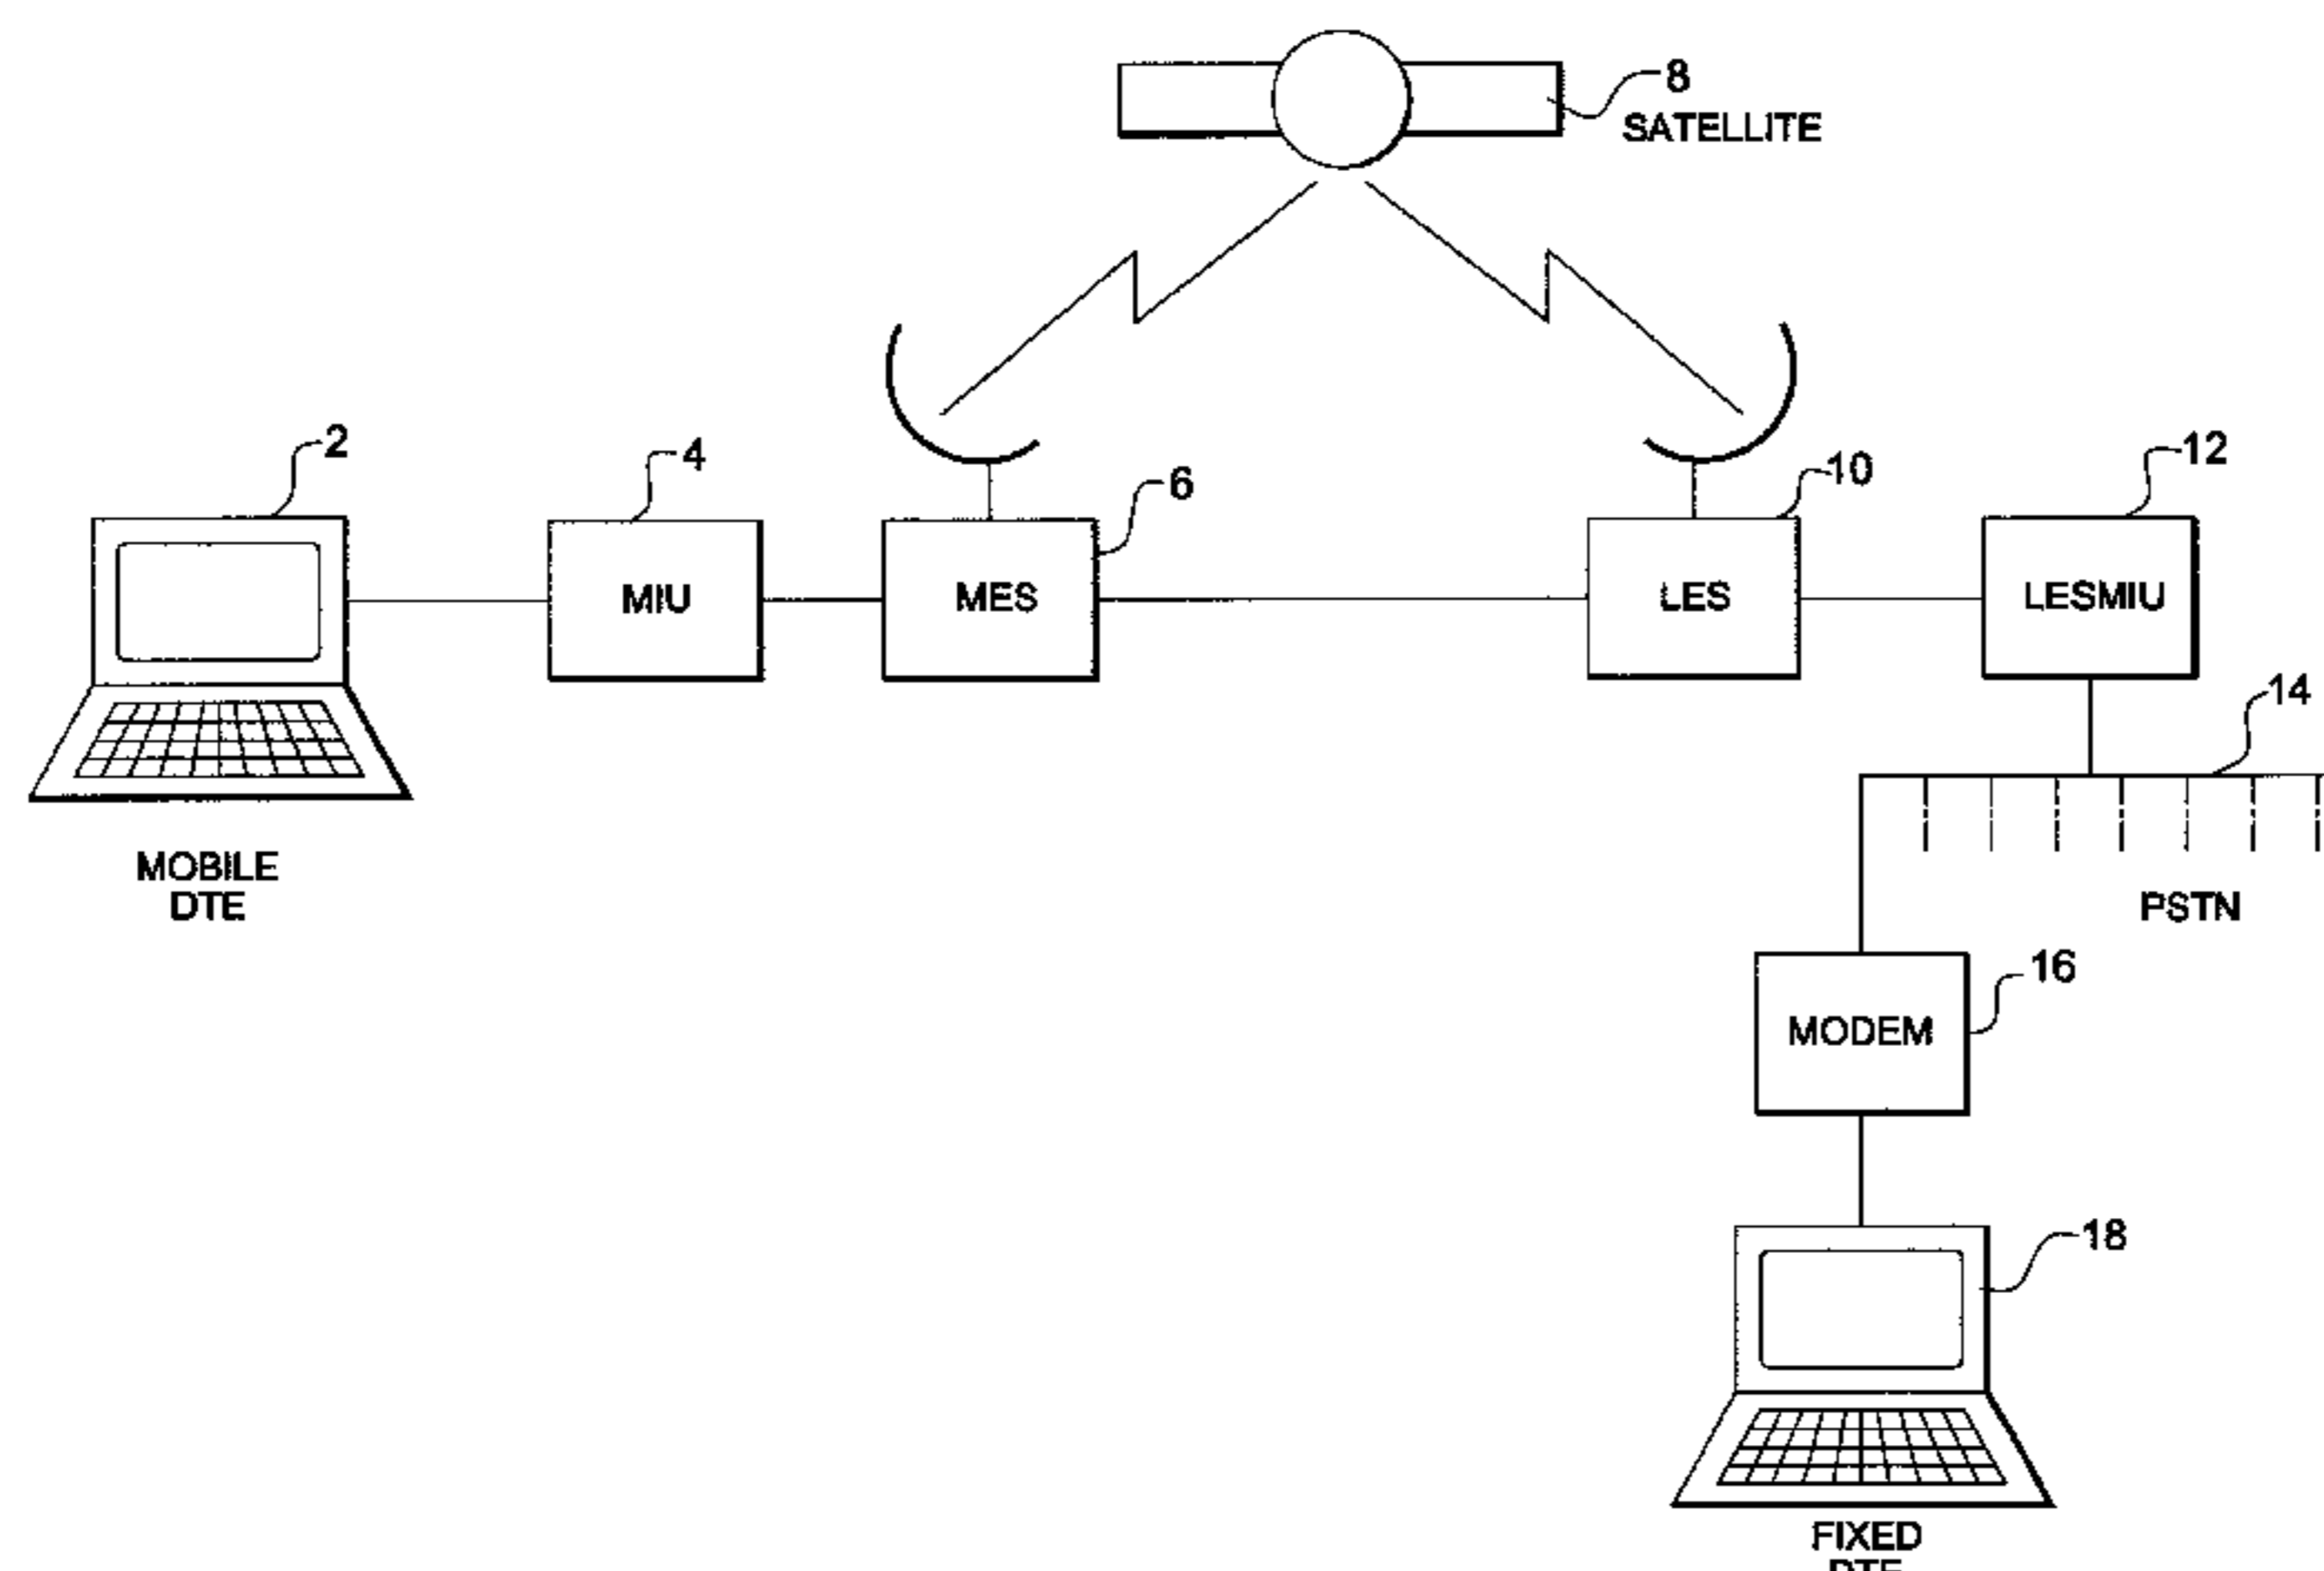 8
SATELLITE
2
4
6
10
12
MIU
MES
LES
LESMIU
14
MOBILE
DTE
PSTN
16
MODEM
18
FIXED
DTE